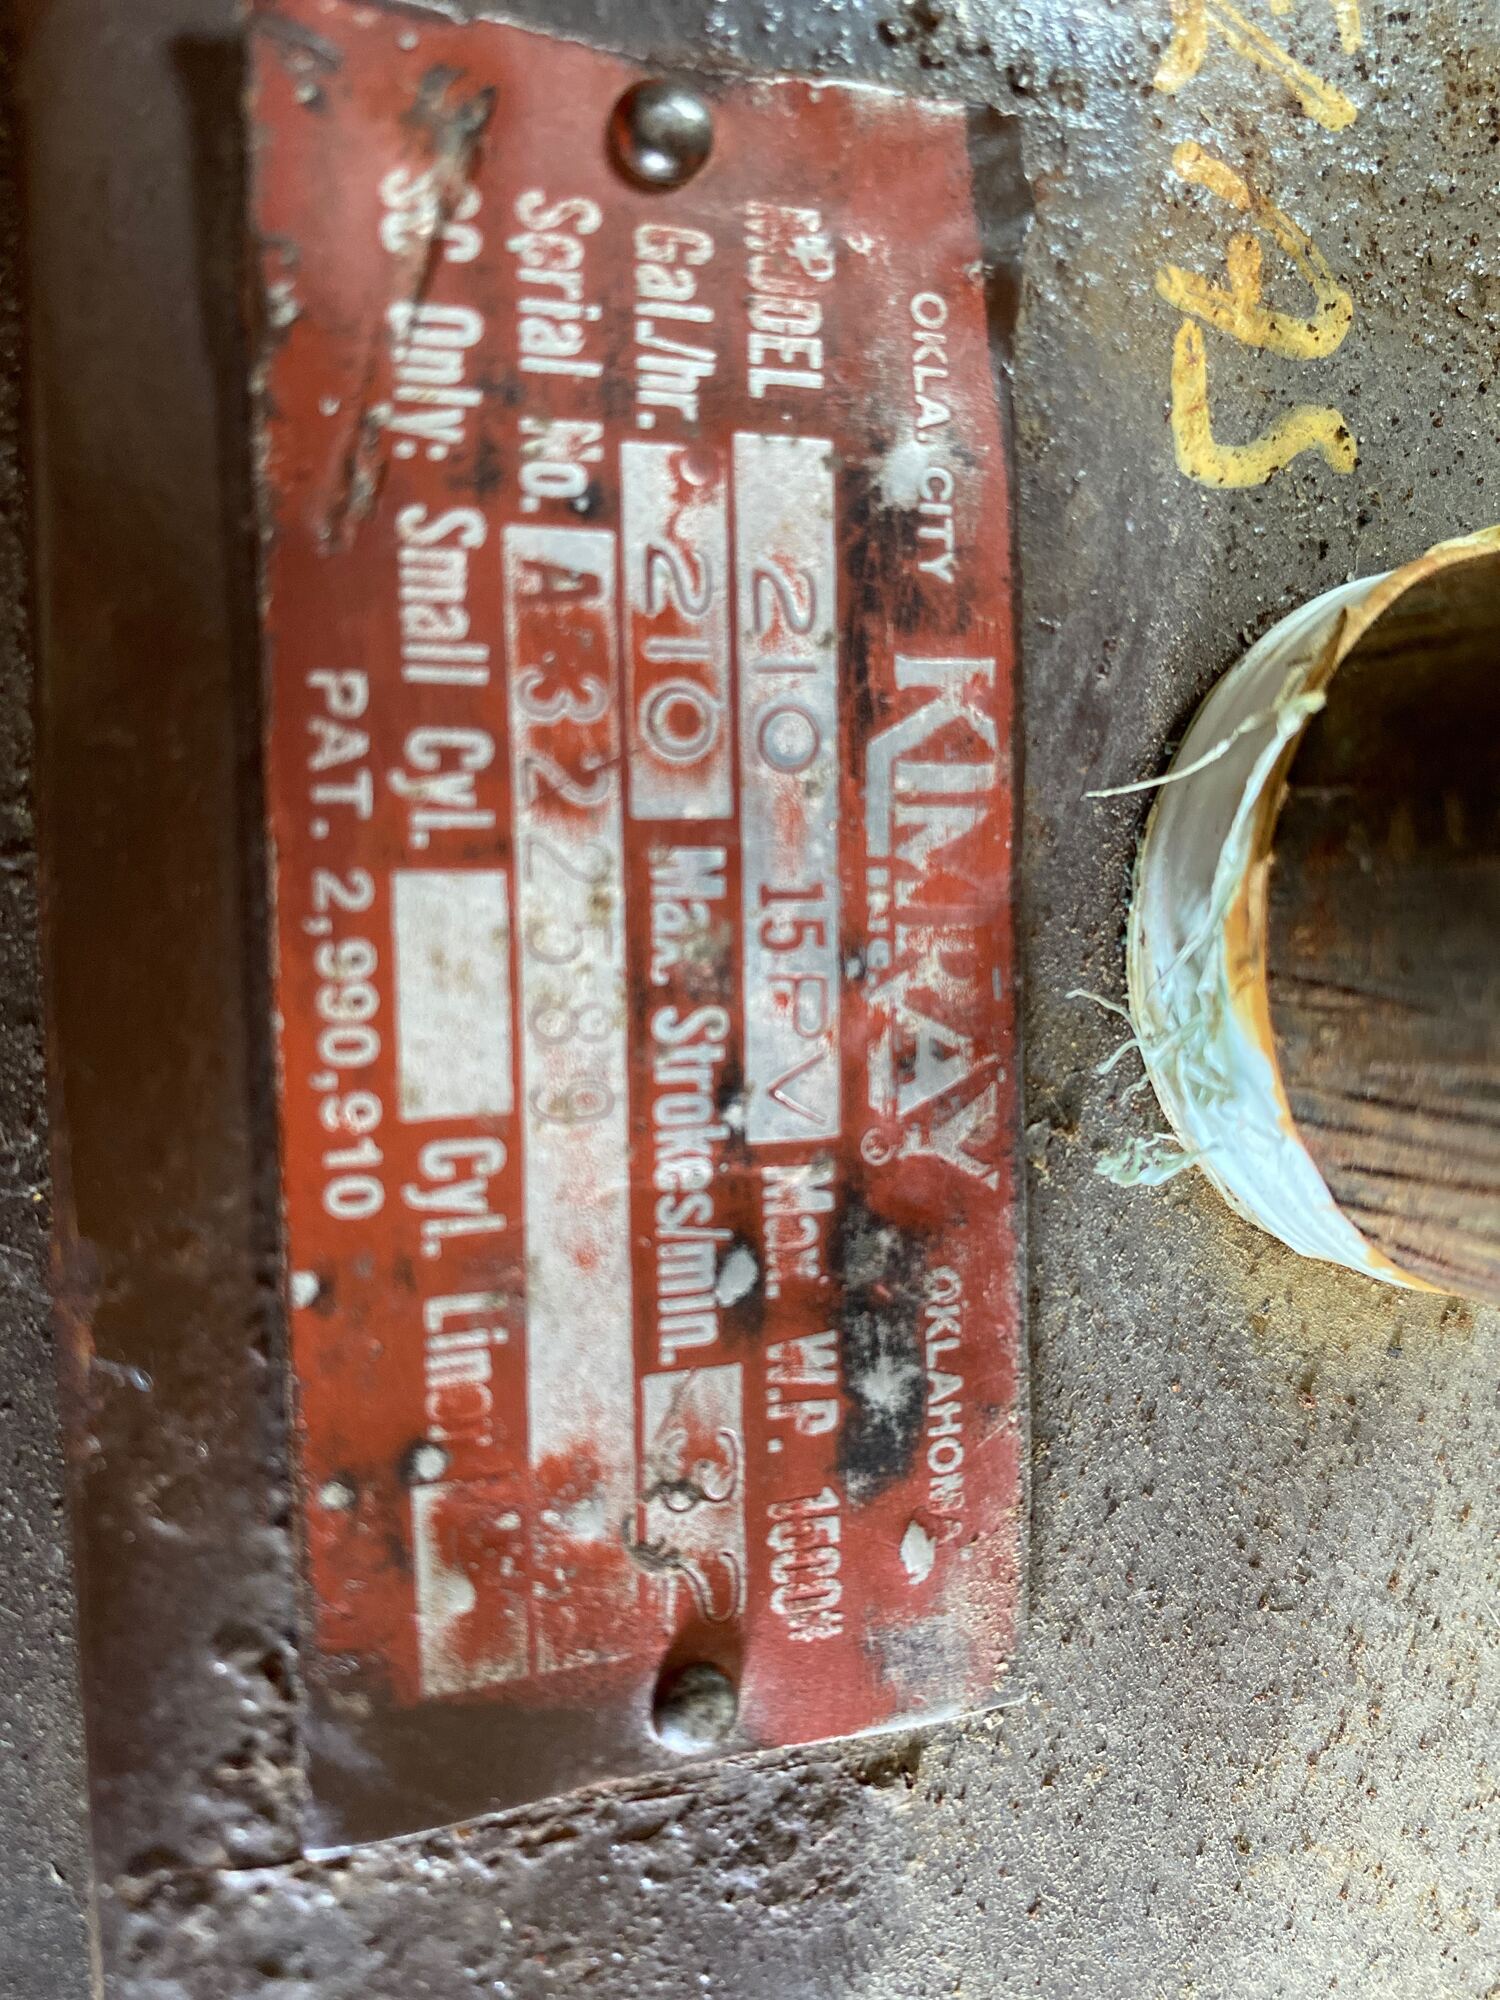 KIMRAY
INC. ®
OKLA. CITY OKLAHOMA
MODEL 210 15PV Max. W.P. 1500#
Gal./hr. 210 Max. Strokes/min. 32
Serial No. A322589
SC Only: Small Cyl. Cyl. Liner
PAT. 2,990,910